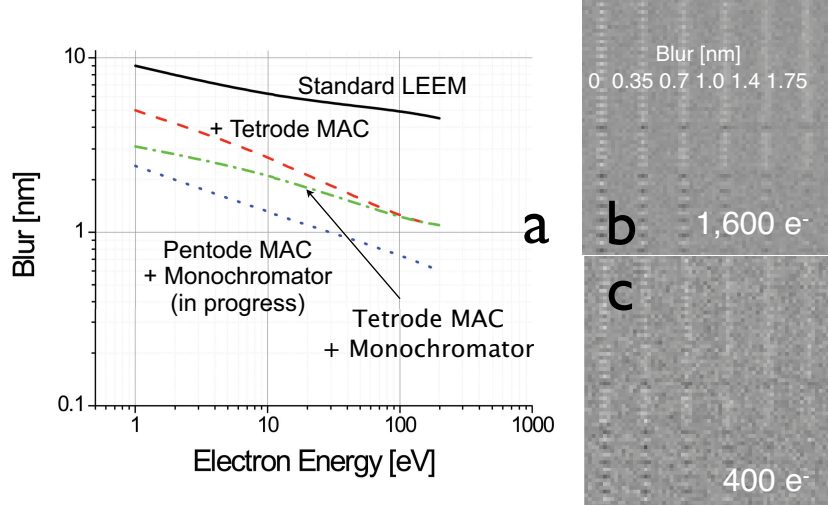 10
1
0.1
Blur [nm]
1
10
100
1000
Electron Energy [eV]
Standard LEEM
+ Tetrode MAC
Pentode MAC
+ Monochromator
(in progress)
Tetrode MAC
+ Monochromator
a
Blur [nm]
0 0.35 0.7 1.0 1.4 1.75
b
1,600 e-
c
400 e-